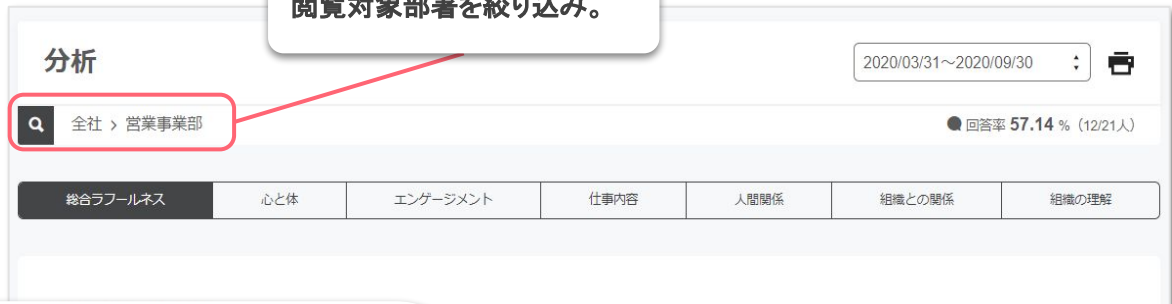 閲覧対象部署を絞り込み。
分析
2020/03/31～2020/09/30
全社 > 営業事業部
回答率 57.14 % (12/21人)
総合ラフールネス 心と体 エンゲージメント 仕事内容 人間関係 組織との関係 組織の理解